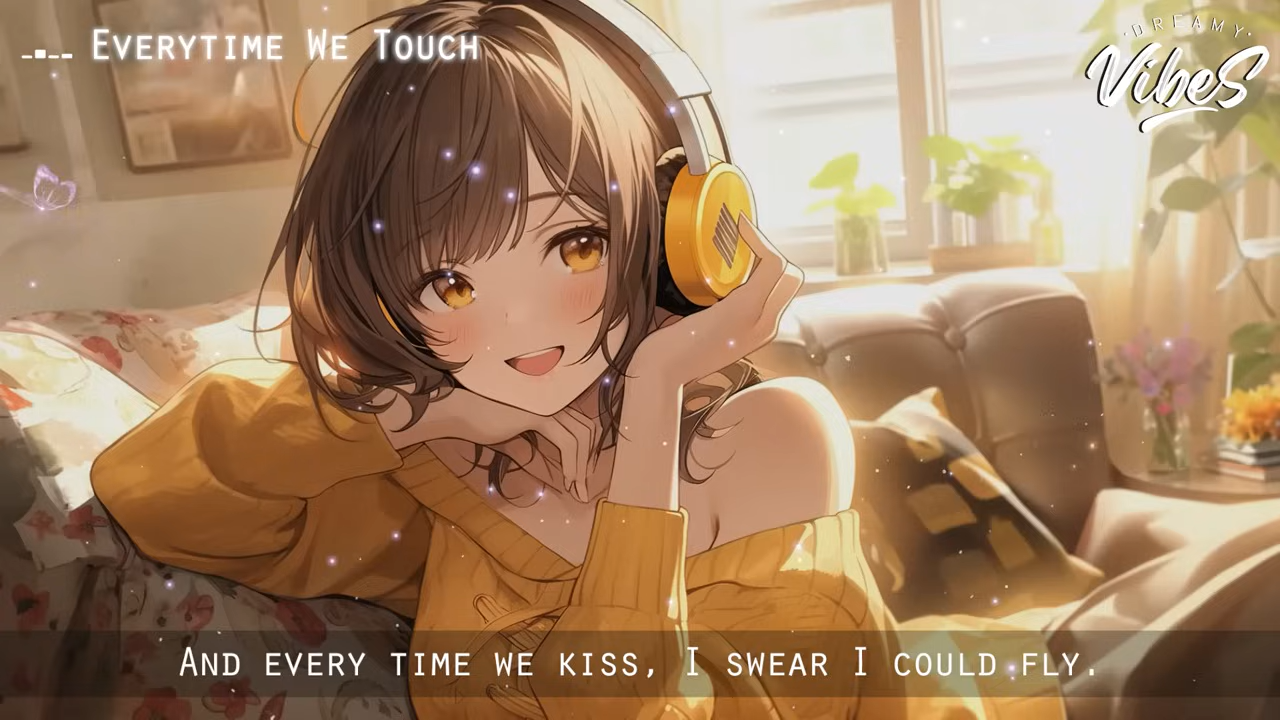 Everytime We Touch
·DREAMY·
Vibes
And every time we kiss, I swear I could fly.